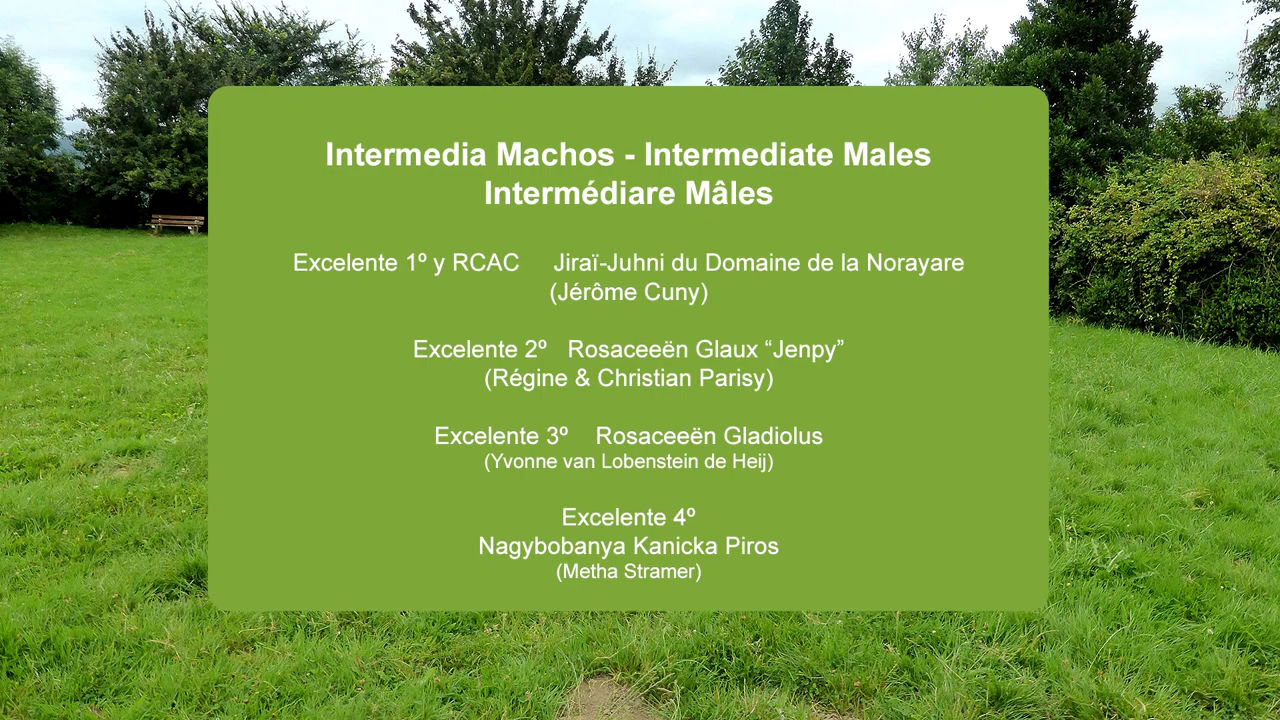 Intermedia Machos - Intermediate Males
Intermédiare Mâles
Excelente 1º y RCAC Jiraï-Juhni du Domaine de la Norayare
(Jérôme Cuny)
Excelente 2º Rosaceeën Glaux “Jenpy”
(Régine & Christian Parisy)
Excelente 3º Rosaceeën Gladiolus
(Yvonne van Lobenstein de Heij)
Excelente 4º
Nagybobanya Kanicka Piros
(Metha Stramer)